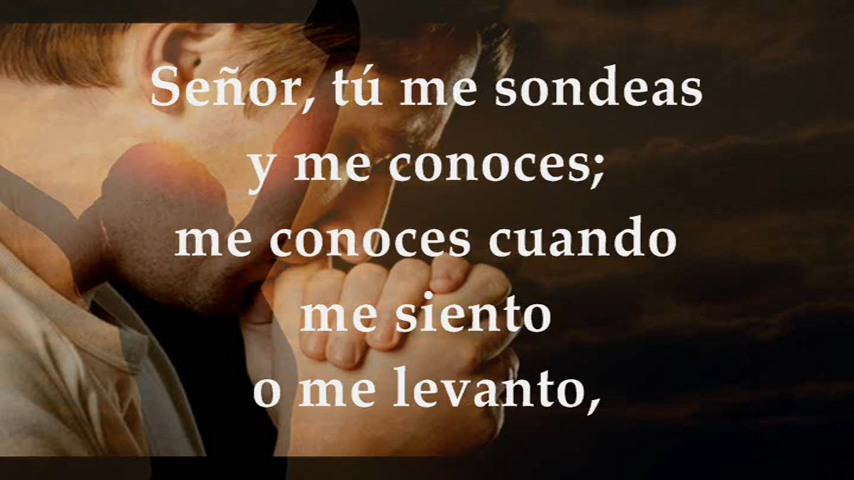 Señor, tú me sondeas
y me conoces;
me conoces cuando
me siento
o me levanto,